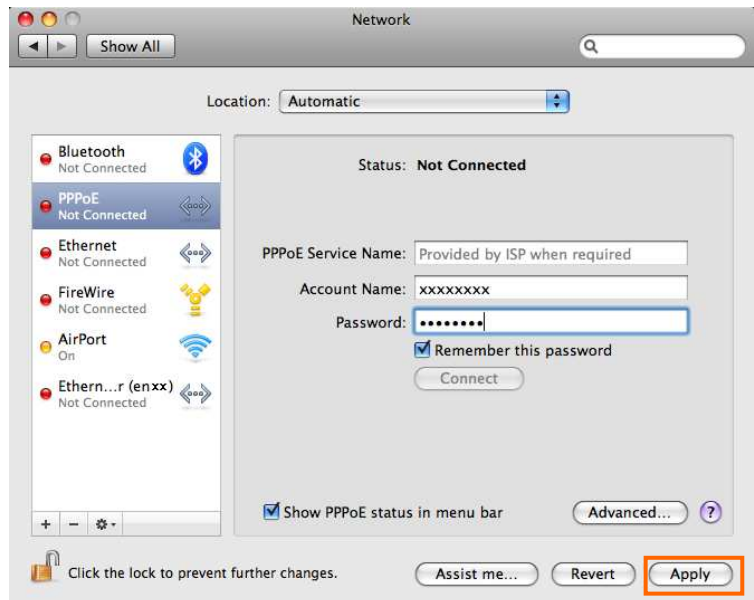 Network
Show All
Location: Automatic
Bluetooth
Not Connected
PPPoE
Not Connected
Ethernet
Not Connected
FireWire
Not Connected
AirPort
On
Ethern...r (enxx)
Not Connected
Status: Not Connected
PPPoE Service Name: Provided by ISP when required
Account Name: xxxxxxxx
Password: ••••••••
Remember this password
Connect
Show PPPoE status in menu bar
Advanced... ?
Click the lock to prevent further changes.
Assist me... Revert Apply